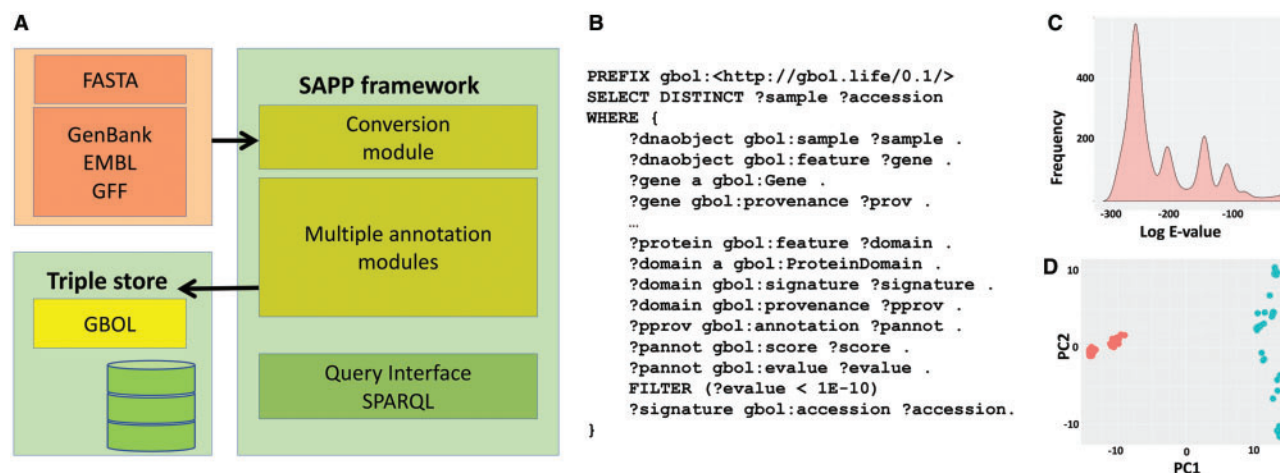 A
FASTA
GenBank
EMBL
GFF
SAPP framework
Conversion
module
Multiple annotation
modules
Triple store
GBOL
Query Interface
SPARQL
B
PREFIX gbol:<http://gbol.life/0.1/>
SELECT DISTINCT ?sample ?accession
WHERE {
?dnaobject gbol:sample ?sample .
?dnaobject gbol:feature ?gene .
?gene a gbol:Gene .
?gene gbol:provenance ?prov .
…
?protein gbol:feature ?domain .
?domain a gbol:ProteinDomain .
?domain gbol:signature ?signature .
?domain gbol:provenance ?pprov .
?pprov gbol:annotation ?pannot .
?pannot gbol:score ?score .
?pannot gbol:evalue ?evalue .
FILTER (?evalue < 1E-10)
?signature gbol:accession ?accession.
}
C
Frequency
600
200
-300 -200 -100
Log E-value
D
PC2
10
0
-10
-10 0 10
PC1